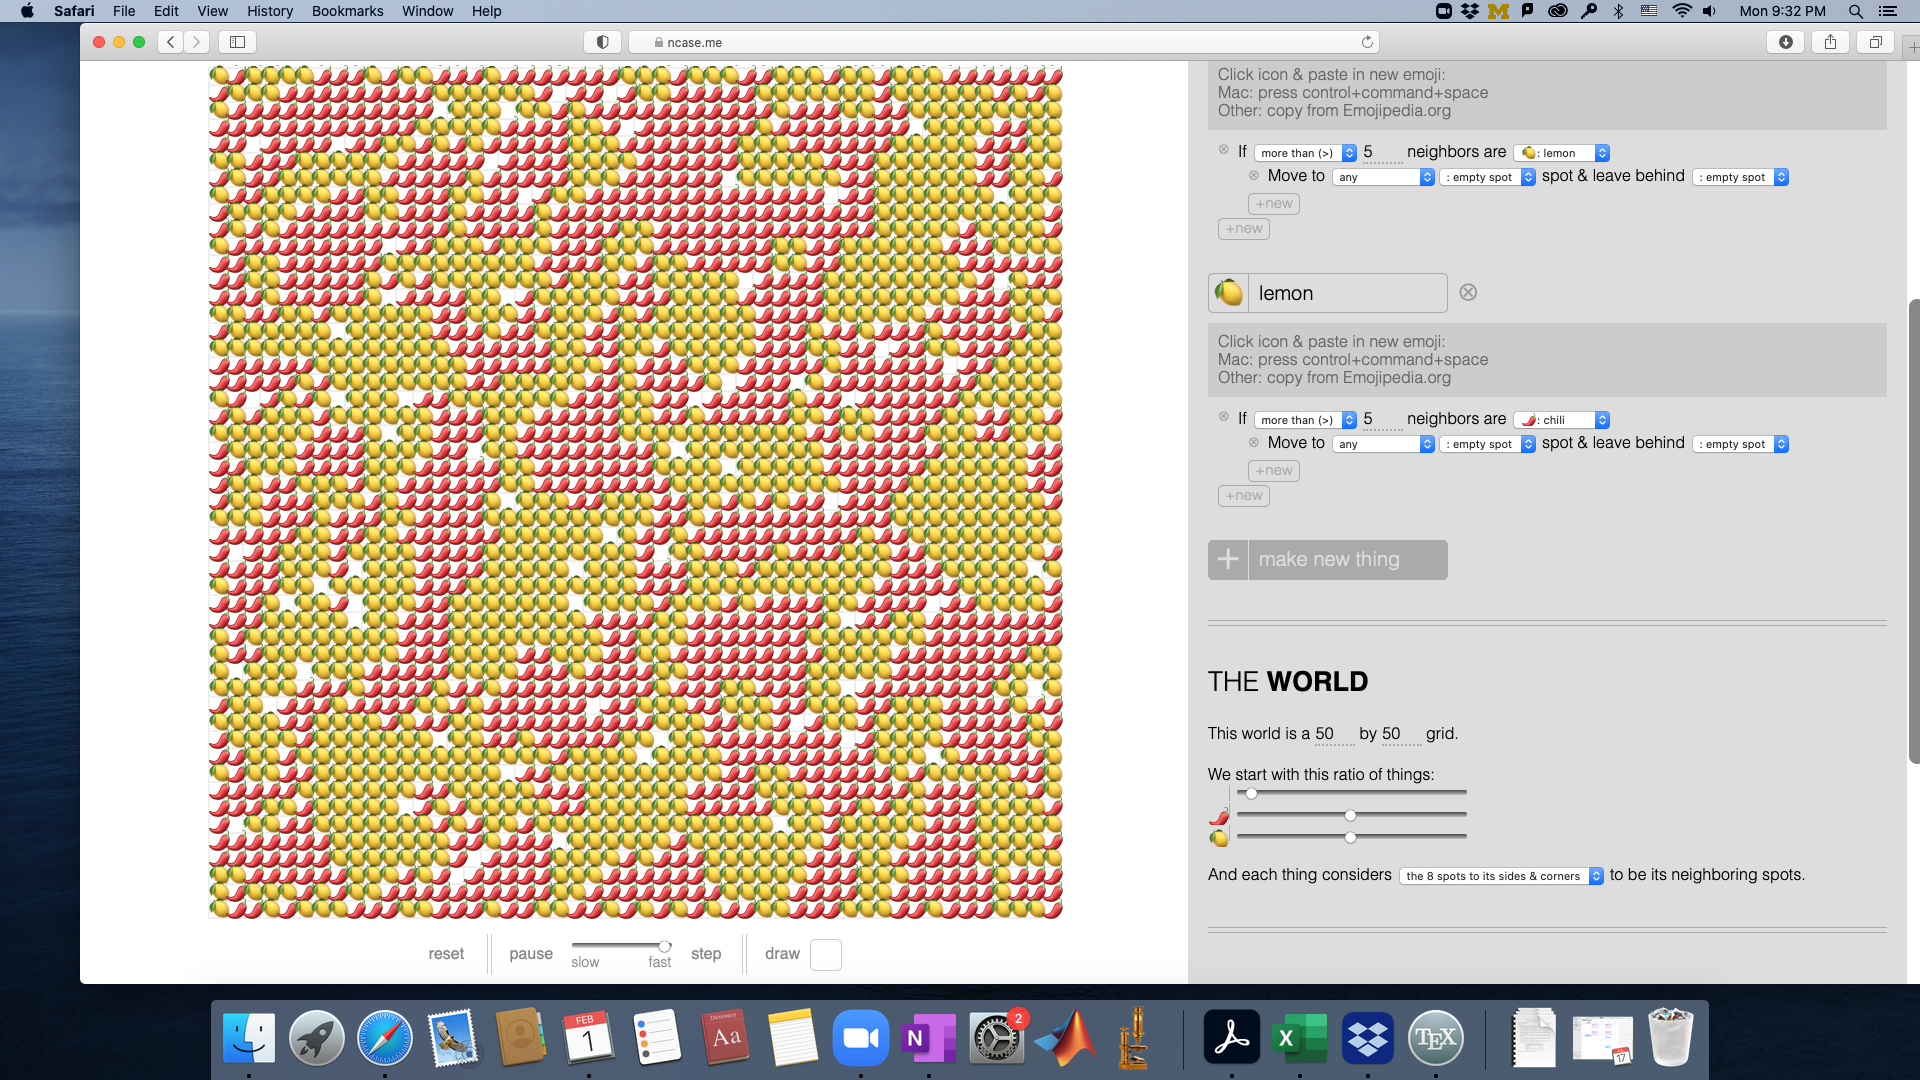 Safari File Edit View History Bookmarks Window Help Mon 9:32 PM
ncase.me
Click icon & paste in new emoji:
Mac: press control+command+space
Other: copy from Emojipedia.org
If more than (>) 5 neighbors are : lemon
Move to any : empty spot spot & leave behind : empty spot
+new
+new
lemon
Click icon & paste in new emoji:
Mac: press control+command+space
Other: copy from Emojipedia.org
If more than (>) 5 neighbors are : chili
Move to any : empty spot spot & leave behind : empty spot
+new
+new
+ make new thing
THE WORLD
This world is a 50 by 50 grid.
We start with this ratio of things:
And each thing considers the 8 spots to its sides & corners to be its neighboring spots.
reset pause slow fast step draw
FEB
1
Dictionary
Aa
N
2
X
TEX
17